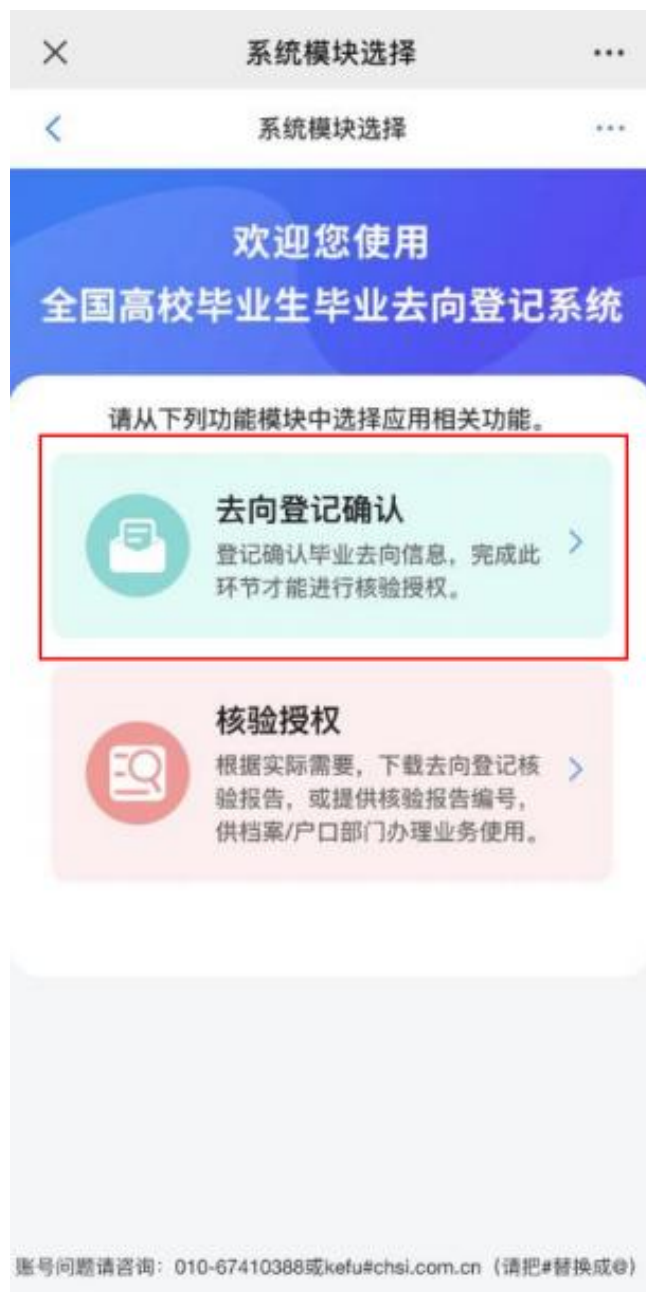 系统模块选择
系统模块选择
欢迎您使用
全国高校毕业生毕业去向登记系统
请从下列功能模块中选择应用相关功能。
去向登记确认
登记确认毕业去向信息，完成此
环节才能进行核验授权。
核验授权
根据实际需要，下载去向登记核
验报告，或提供核验报告编号，
供档案/户口部门办理业务使用。
账号问题请咨询：010-67410388或kefu#chsi.com.cn（请把#替换成@）